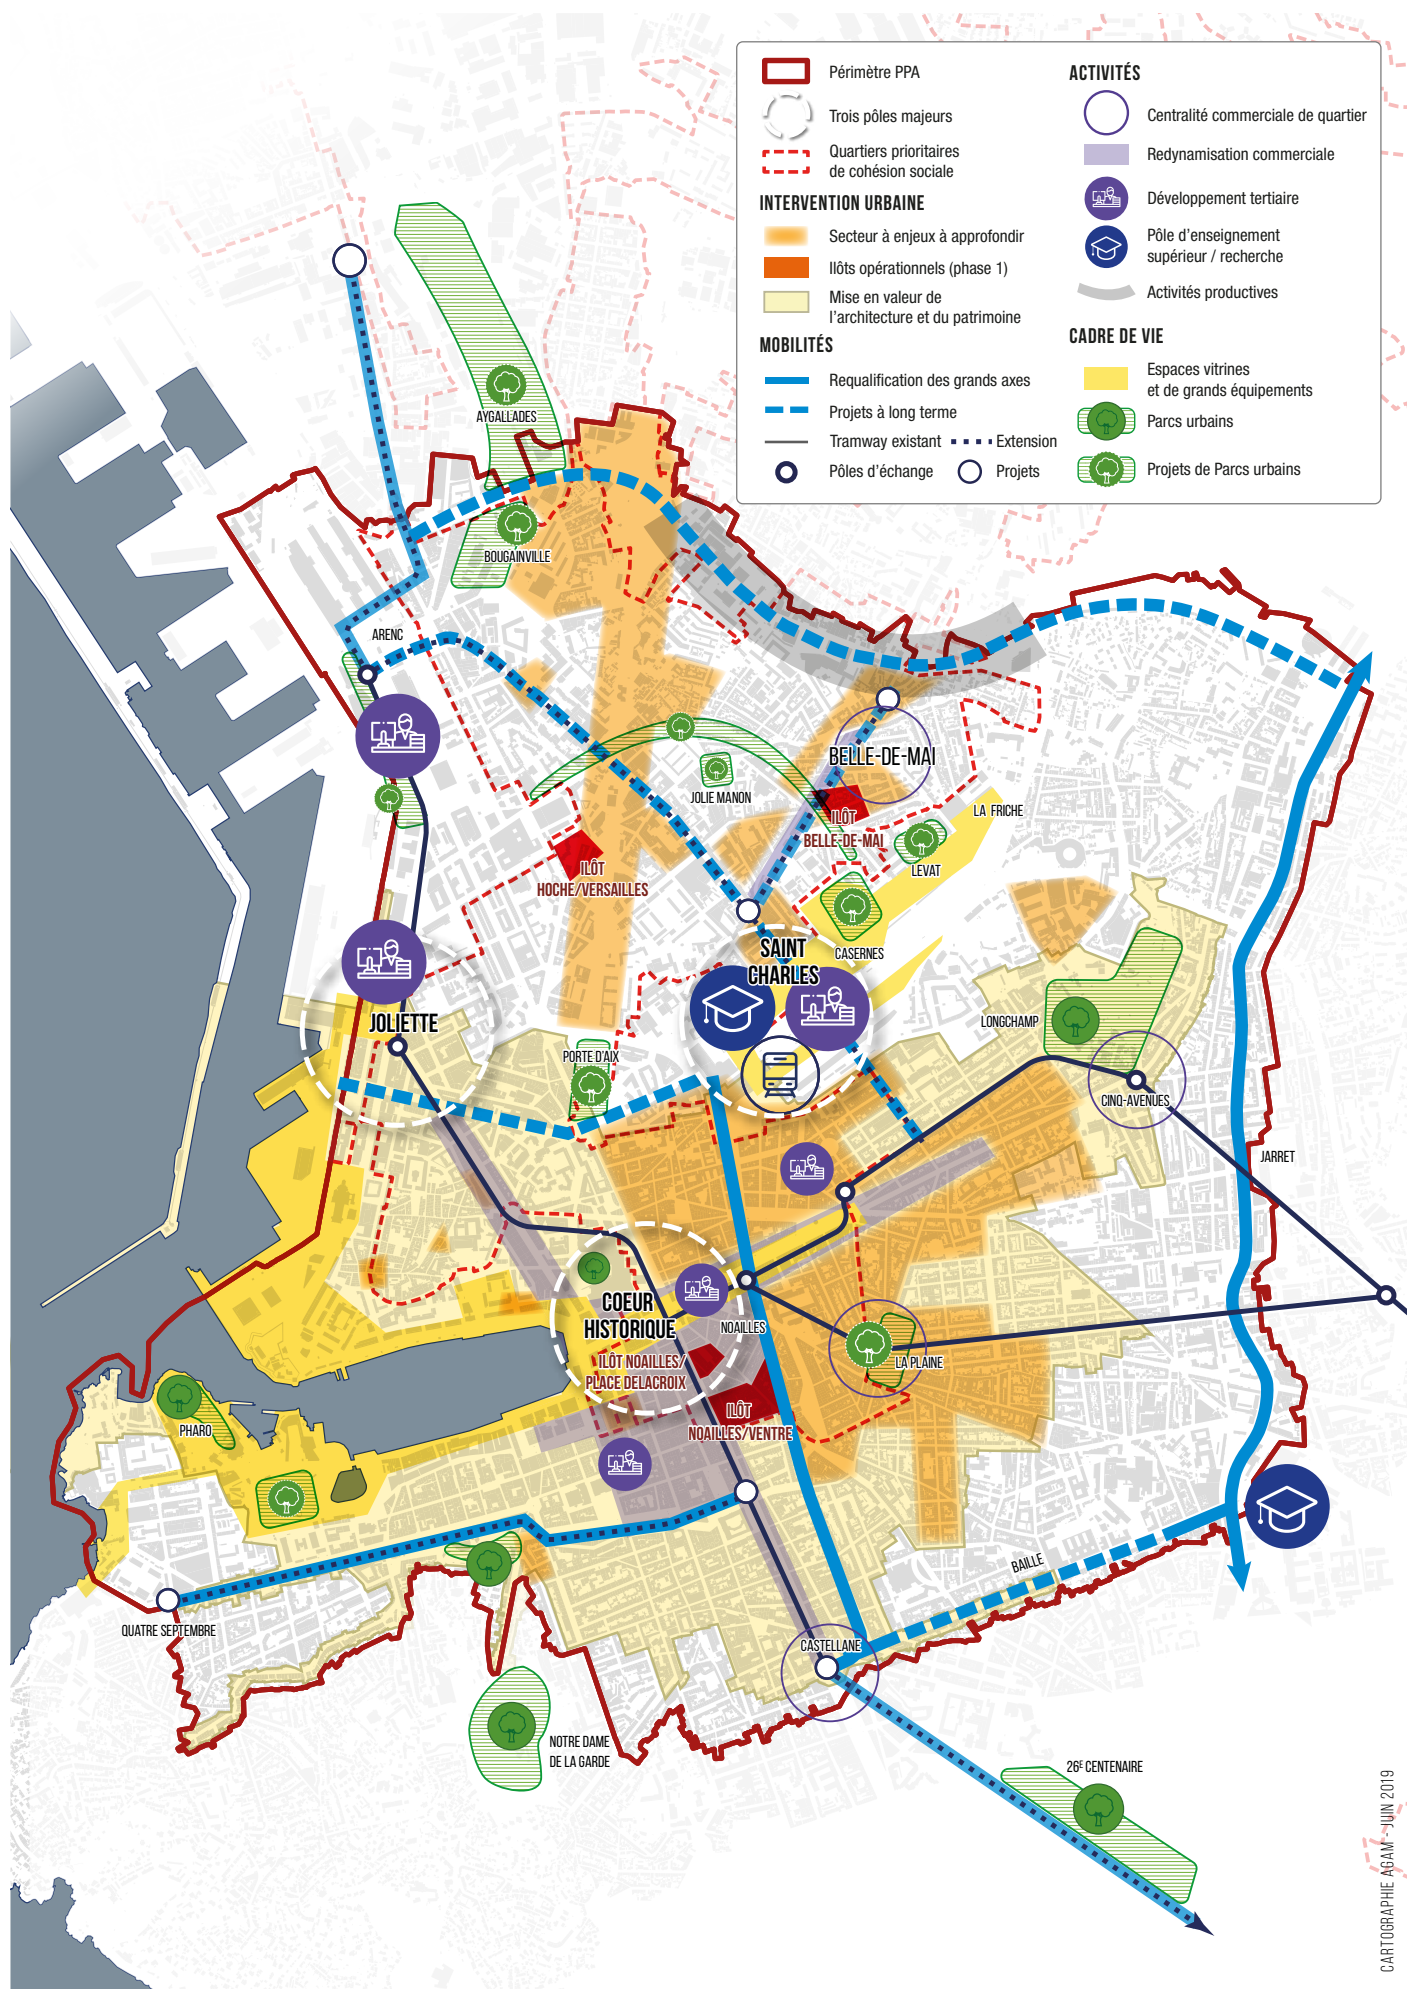 Périmètre PPA
Trois pôles majeurs
Quartiers prioritaires
de cohésion sociale
INTERVENTION URBAINE
Secteur à enjeux à approfondir
Ilôts opérationnels (phase 1)
Mise en valeur de
l'architecture et du patrimoine
MOBILITÉS
Requalification des grands axes
Projets à long terme
Tramway existant
Extension
Pôles d'échange
Projets
ACTIVITÉS
Centralité commerciale de quartier
Redynamisation commerciale
Développement tertiaire
Pôle d'enseignement
supérieur / recherche
Activités productives
CADRE DE VIE
Espaces vitrines
et de grands équipements
Parcs urbains
Projets de Parcs urbains
AYGALLADES
BOUGAINVILLE
ARENC
BELLE-DE-MAI
JOLIE MANON
LA FRICHE
ILÔT
BELLE-DE-MAI
LEVAT
ILÔT
HOCHE/VERSAILLES
CASERNES
SAINT
CHARLES
LONGCHAMP
JOLIETTE
PORTE D'AIX
CINQ-AVENUES
JARRET
COEUR
HISTORIQUE
NOAILLES
ILÔT NOAILLES/
PLACE DELACROIX
LA PLAINE
ILÔT
NOAILLES/VENTRE
PHARO
BAILLE
QUATRE SEPTEMBRE
CASTELLANE
NOTRE DAME
DE LA GARDE
26E CENTENAIRE
CARTOGRAPHIE AGAM - JUIN 2019